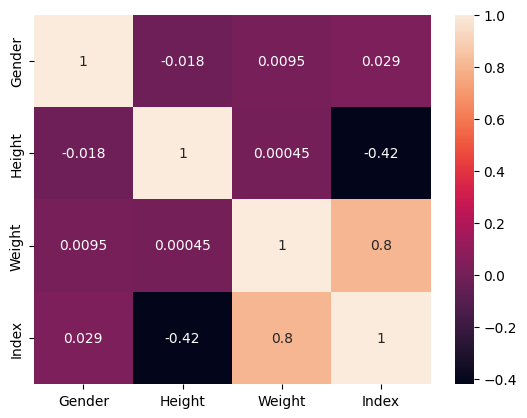 Gender 1 -0.018 0.0095 0.029
Height -0.018 1 0.00045 -0.42
Weight 0.0095 0.00045 1 0.8
Index 0.029 -0.42 0.8 1
Gender Height Weight Index
1.0
0.8
0.6
0.4
0.2
0.0
−0.2
−0.4